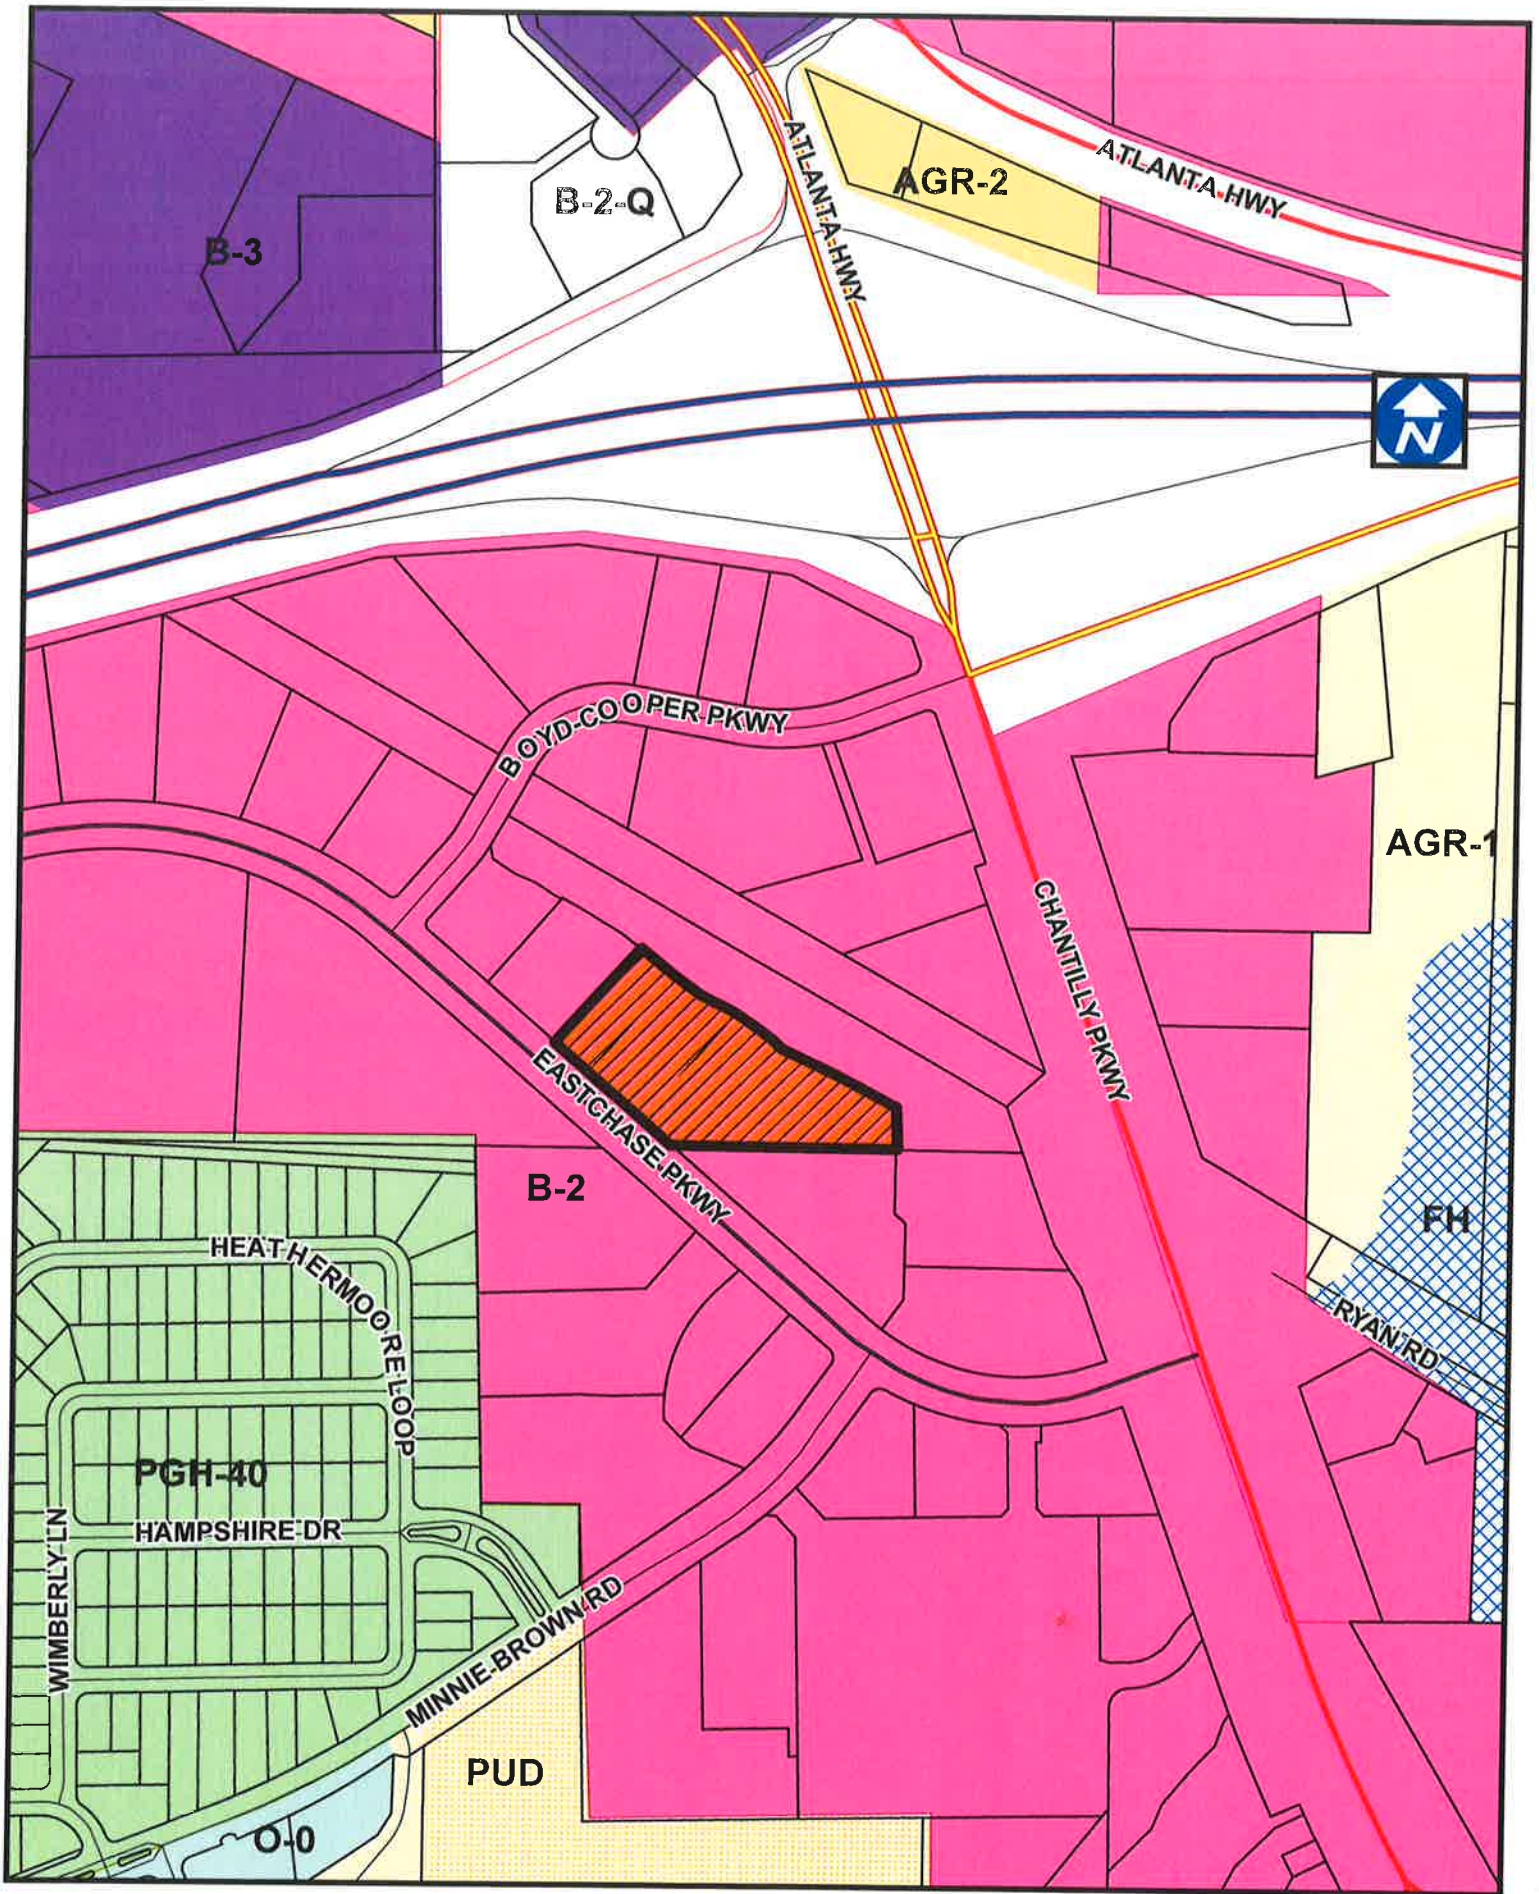 ATLANTA HWY
ATLANTA HWY
AGR-2
B-2-Q
B-3
N
BOYD-COOPER PKWY
AGR-1
CHANTILLY PKWY
EASTCHASE PKWY
B-2
FH
HEATHERMOORE LOOP
RYAN RD
PGH-40
HAMPSHIRE DR
WIMBERLY LN
MINNIE BROWN RD
PUD
O-0